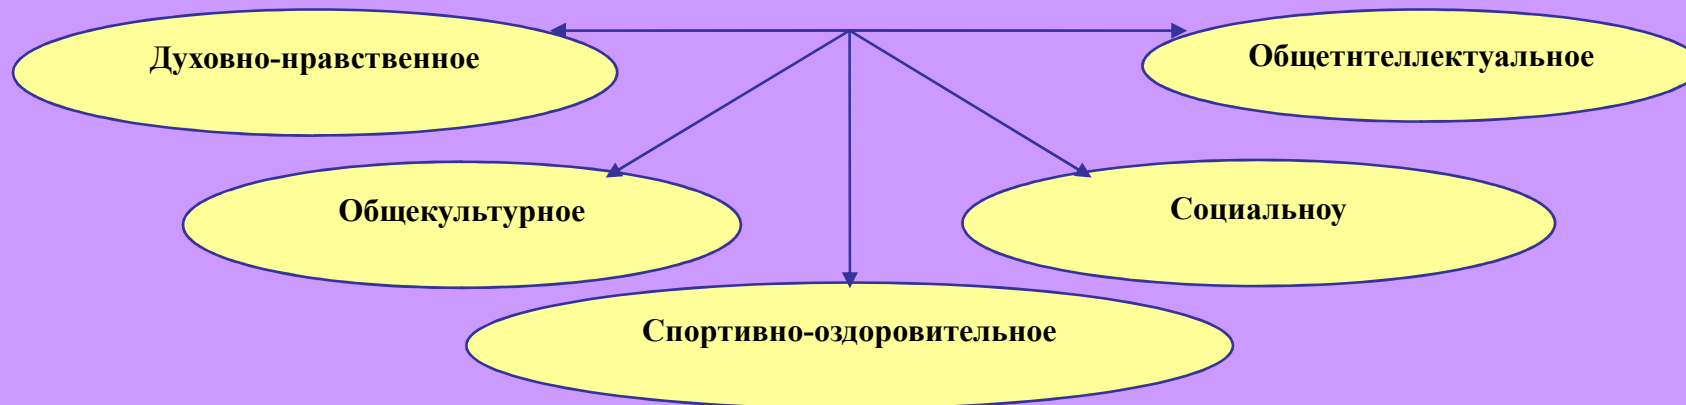 Духовно-нравственное
Общетнтеллектуальное
Общекультурное
Социальноу
Спортивно-оздоровительное